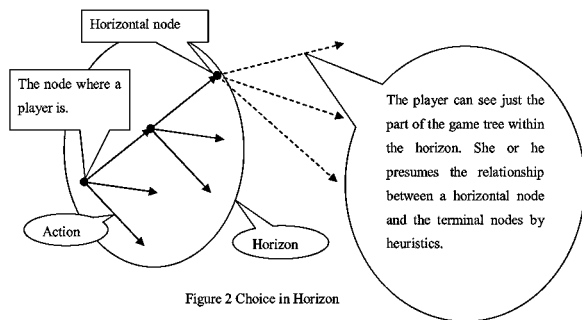 Horizontal node
The node where a
player is.
The player can see just the
part of the game tree within
the horizon. She or he
presumes the relationship
between a horizontal node
and the terminal nodes by
heuristics.
Action
Horizon
Figure 2 Choice in Horizon